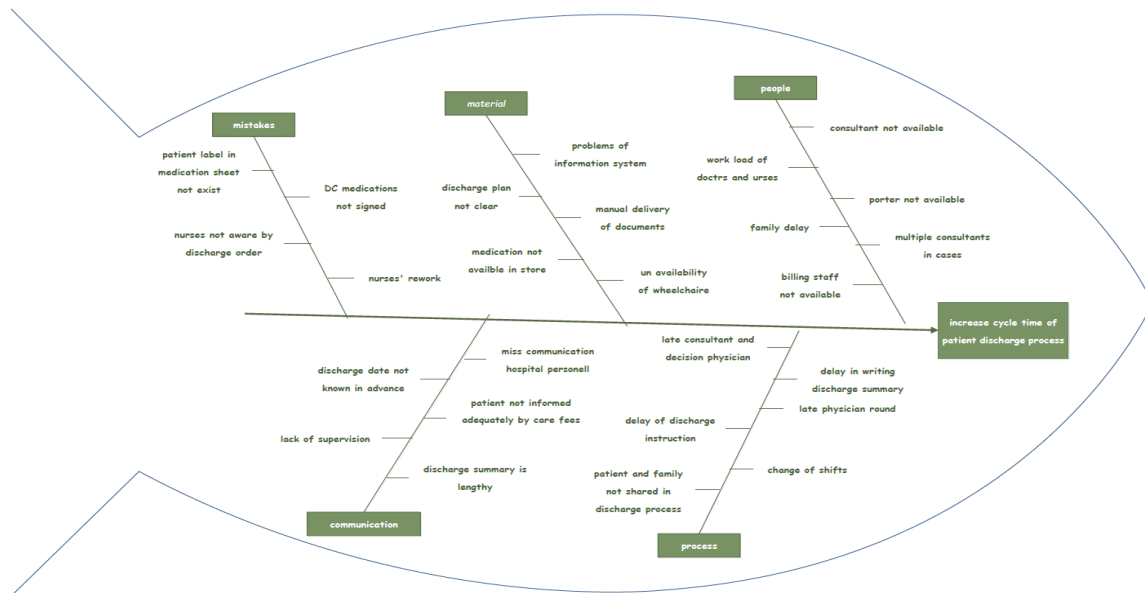 people
material
mistakes
consultant not available
problems of
information system
work load of
doctrs and urses
patient label in
medication sheet
not exist
DC medications
not signed
discharge plan
not clear
porter not available
manual delivery
of documents
family delay
nurses not aware by
discharge order
multiple consultants
in cases
medication not
availble in store
nurses' rework
un availability
of wheelchaire
billing staff
not available
increase cycle time of
patient discharge process
late consultant and
decision physician
miss communication
hospital personell
discharge date not
known in advance
delay in writing
discharge summary
patient not informed
adequately by care fees
late physician round
delay of discharge
instruction
lack of supervision
discharge summary is
lengthy
change of shifts
patient and family
not shared in
discharge process
communication
process